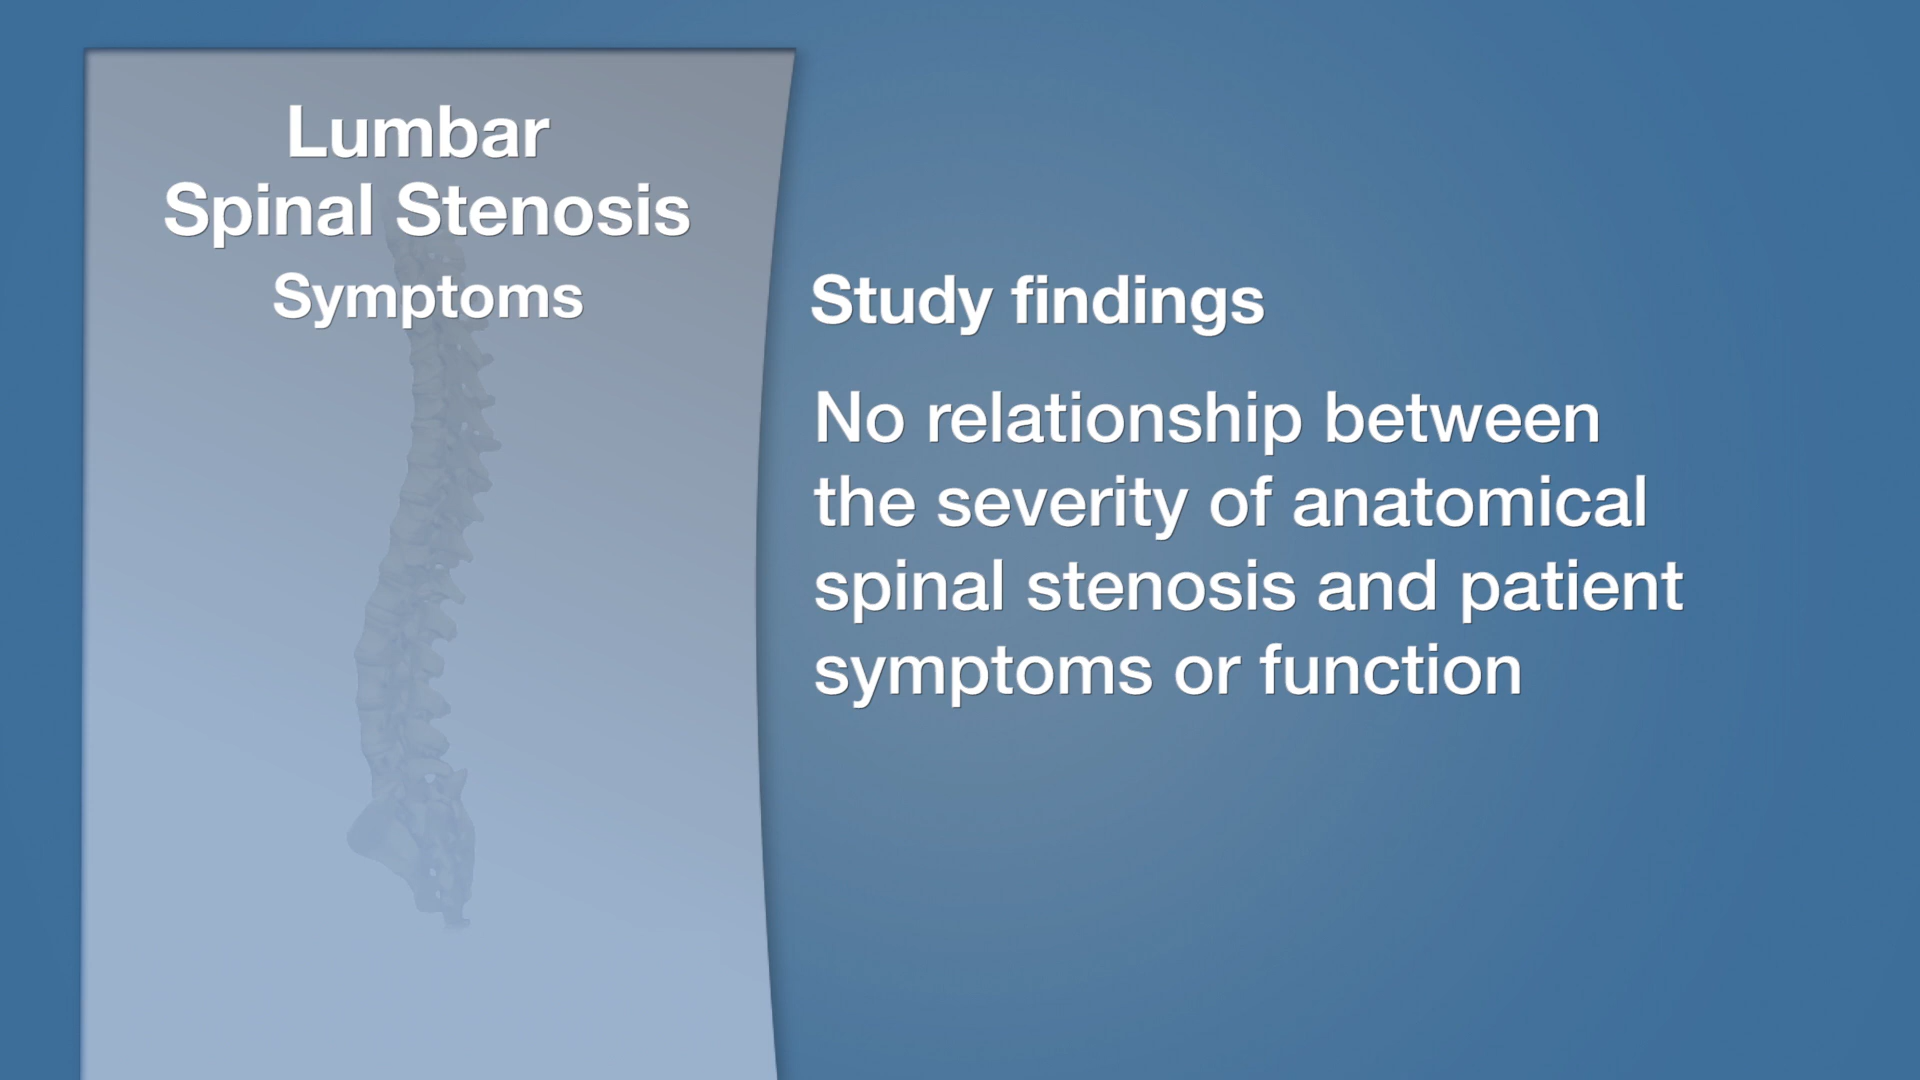 Lumbar
Spinal Stenosis
Symptoms
Study findings
No relationship between
the severity of anatomical
spinal stenosis and patient
symptoms or function